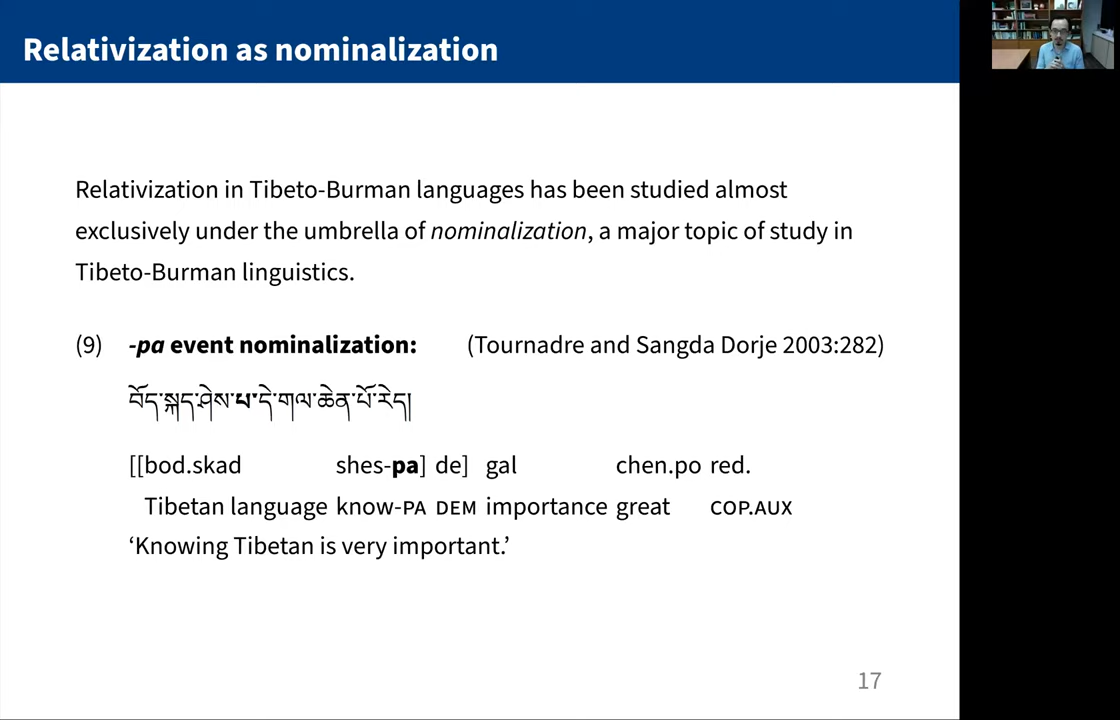 Relativization as nominalization
Relativization in Tibeto-Burman languages has been studied almost
exclusively under the umbrella of nominalization, a major topic of study in
Tibeto-Burman linguistics.
(9) -pa event nominalization: (Tournadre and Sangda Dorje 2003:282)
བོད་སྐད་ཤེས་པ་དེ་གལ་ཆེན་པོ་རེད།
[[bod.skad shes-pa] de] gal chen.po red.
Tibetan language know-PA DEM importance great COP.AUX
‘Knowing Tibetan is very important.’
17